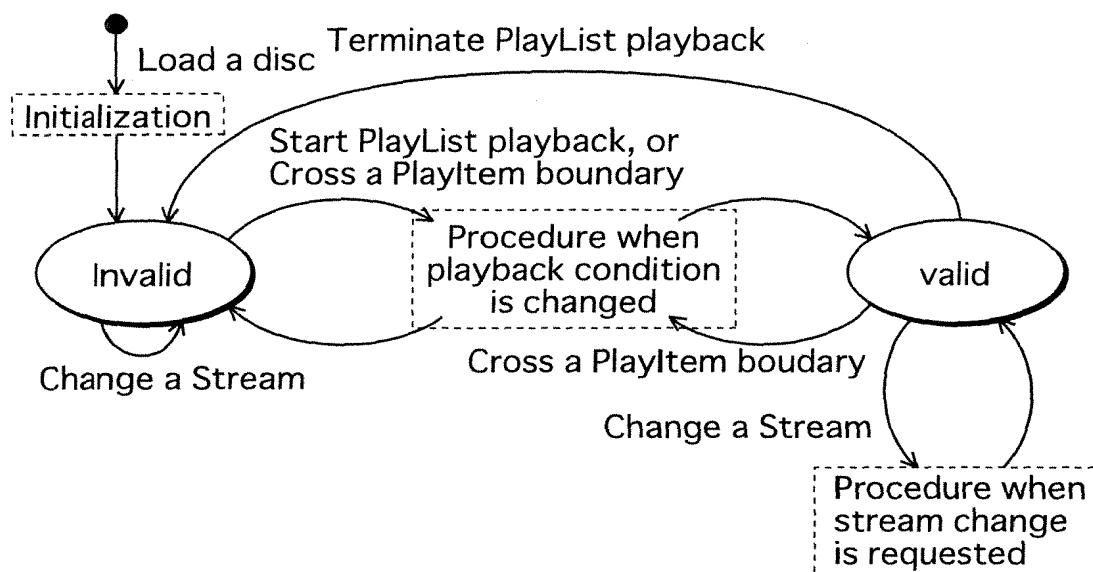 Terminate PlayList playback
Load a disc
Initialization
Start PlayList playback, or
Cross a PlayItem boundary
Invalid
Procedure when
playback condition
is changed
valid
Change a Stream
Cross a PlayItem boudary
Change a Stream
Procedure when
stream change
is requested